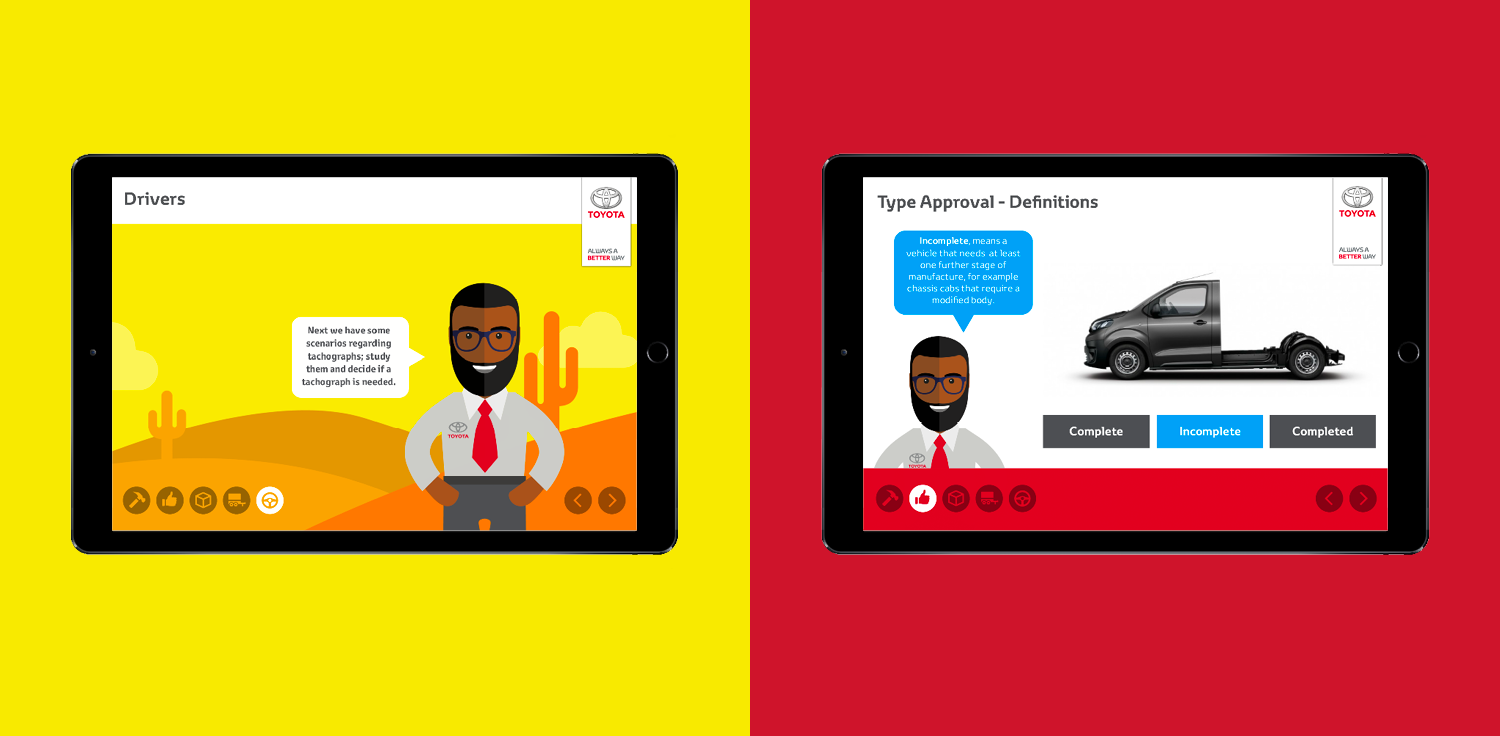 Drivers
TOYOTA
ALWAYS A
BETTER WAY
Next we have some
scenarios regarding
tachographs; study
them and decide if a
tachograph is needed.
TOYOTA
Type Approval - Definitions
TOYOTA
ALWAYS A
BETTER WAY
Incomplete, means a
vehicle that needs at least
one further stage of
manufacture, for example
chassis cabs that require a
modified body.
TOYOTA
Complete
Incomplete
Completed